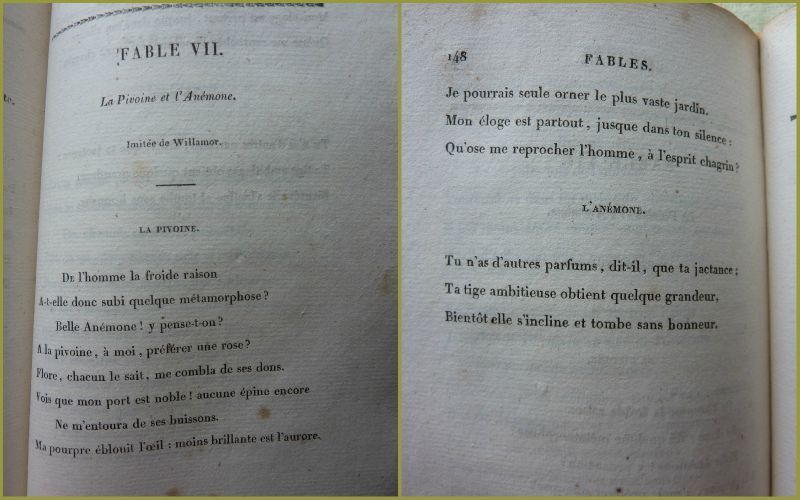 FABLE VII.
La Pivoine et l'Anémone.
Imitée de Willamor.
LA PIVOINE.
De l'homme la froide raison
A-t-elle donc subi quelque métamorphose?
Belle Anémone! y pense-t-on?
A la pivoine, à moi, préférer une rose?
Flore, chacun le sait, me combla de ses dons.
Vois que mon port est noble! aucune épine encore
Ne m'entoura de ses buissons.
Ma pourpre éblouit l'œil : moins brillante est l'aurore.
148 FABLES.
Je pourrais seule orner le plus vaste jardin.
Mon éloge est partout, jusque dans ton silence :
Qu'ose me reprocher l'homme, à l'esprit chagrin?
L'ANÉMONE.
Tu n'as d'autres parfums, dit-il, que ta jactance;
Ta tige ambitieuse obtient quelque grandeur,
Bientôt elle s'incline et tombe sans honneur.